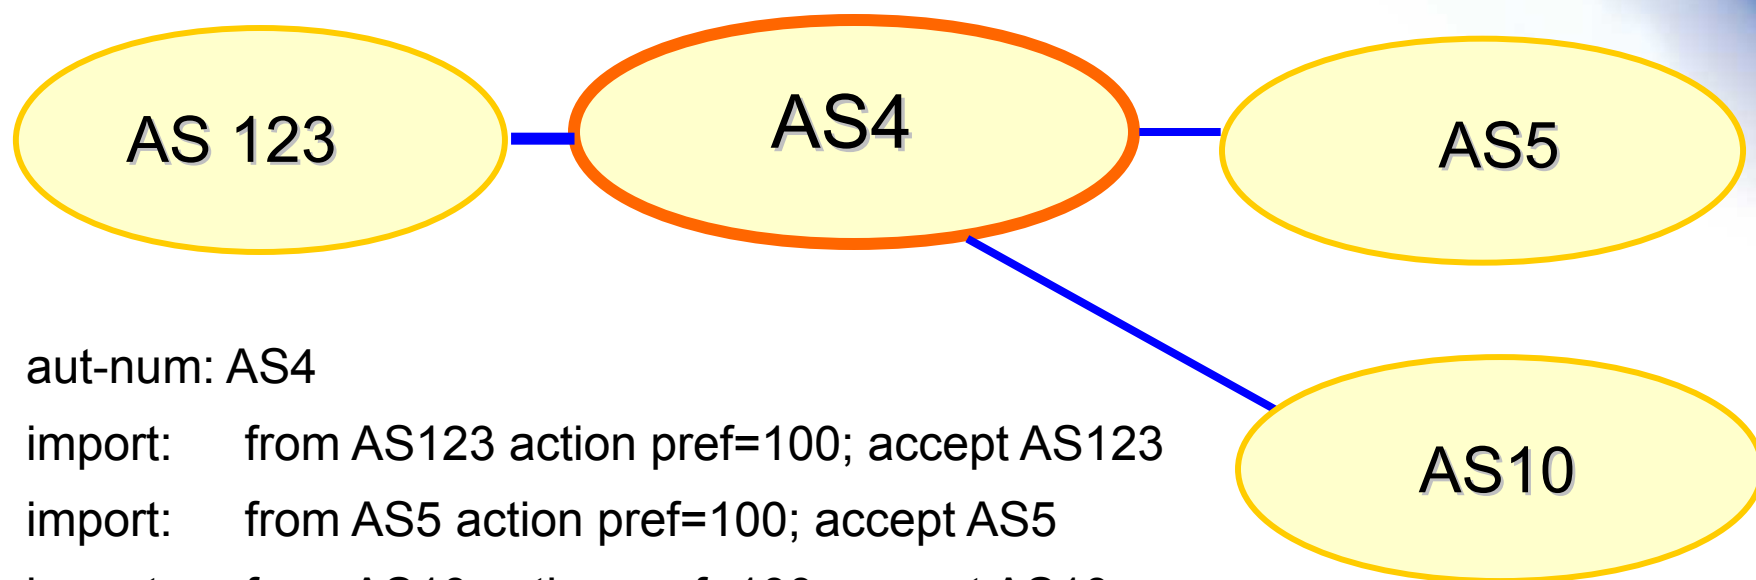 AS 123
AS4
AS5
AS10
aut-num: AS4
import: from AS123 action pref=100; accept AS123
import: from AS5 action pref=100; accept AS5